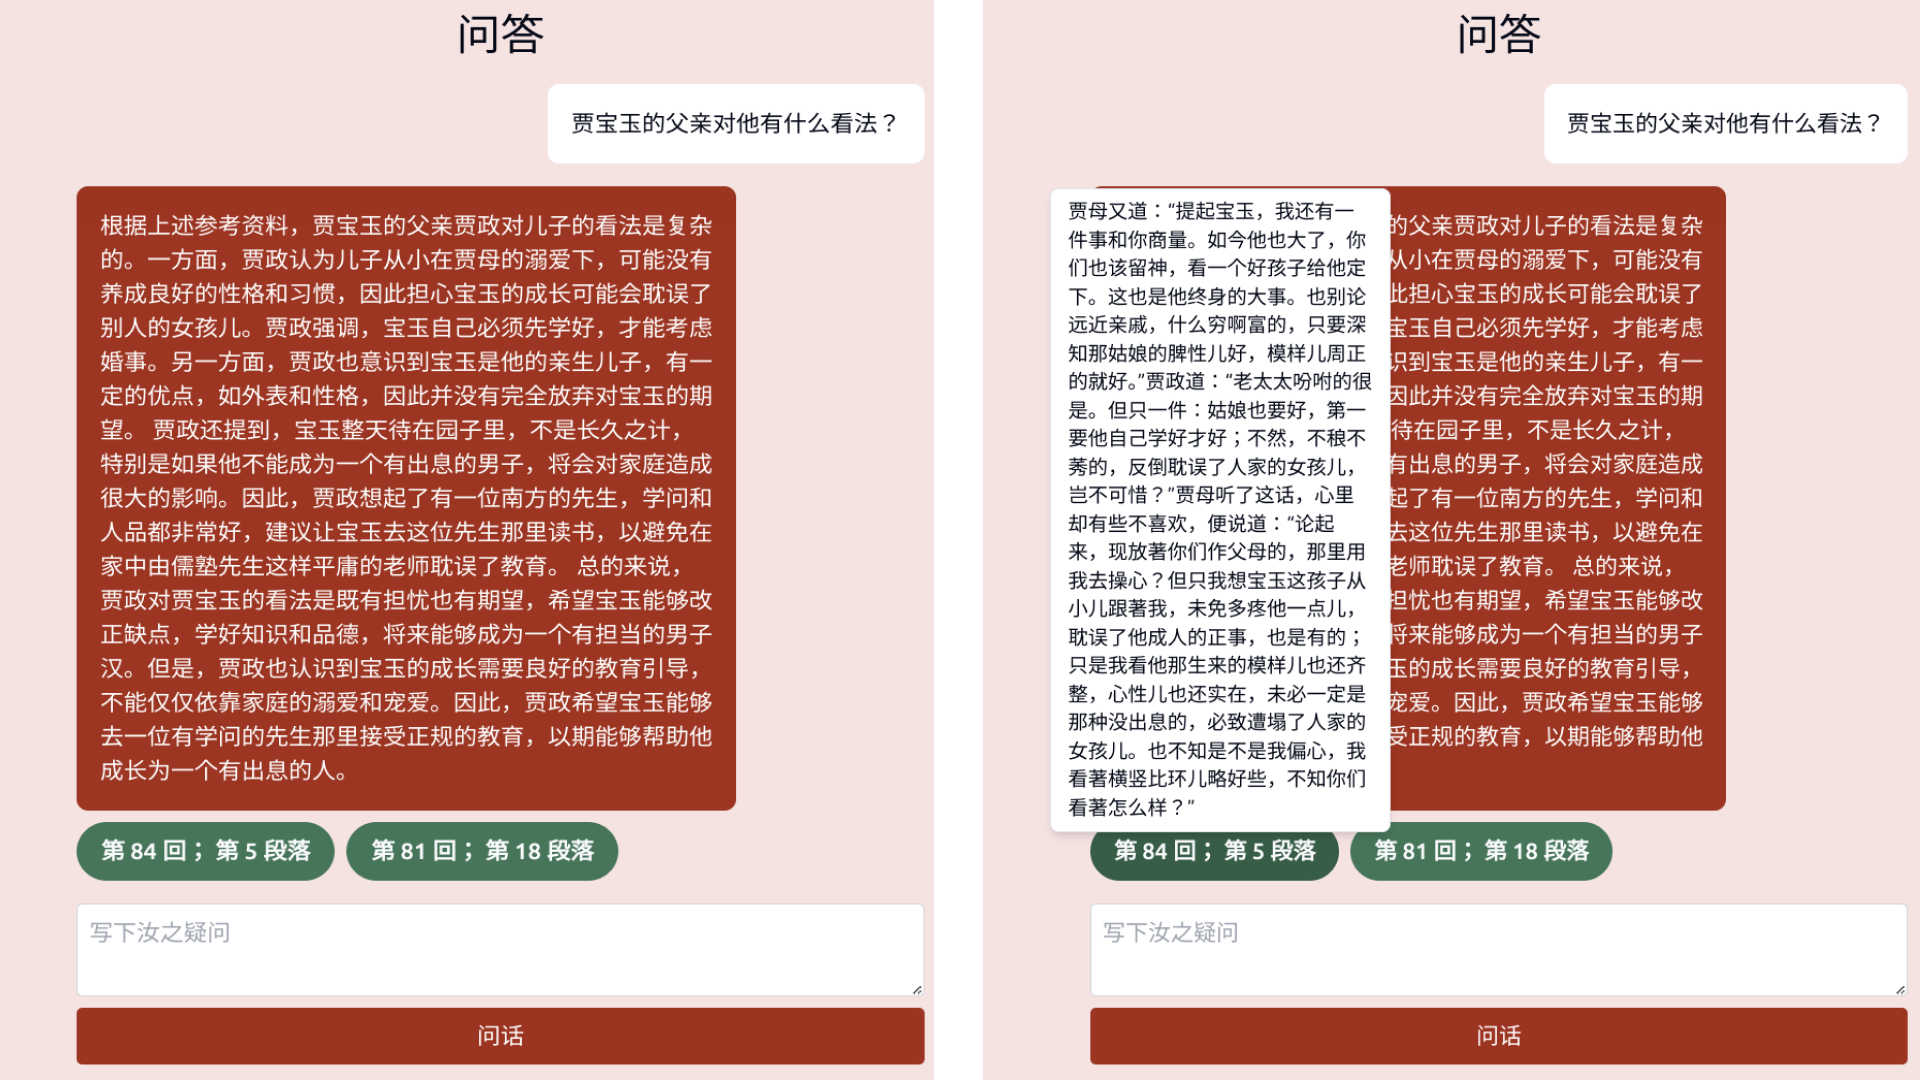 问答
贾宝玉的父亲对他有什么看法？
根据上述参考资料，贾宝玉的父亲贾政对儿子的看法是复杂
的。一方面，贾政认为儿子从小在贾母的溺爱下，可能没有
养成良好的性格和习惯，因此担心宝玉的成长可能会耽误了
别人的女孩儿。贾政强调，宝玉自己必须先学好，才能考虑
婚事。另一方面，贾政也意识到宝玉是他的亲生儿子，有一
定的优点，如外表和性格，因此并没有完全放弃对宝玉的期
望。 贾政还提到，宝玉整天待在园子里，不是长久之计，
特别是如果他不能成为一个有出息的男子，将会对家庭造成
很大的影响。因此，贾政想起了有一位南方的先生，学问和
人品都非常好，建议让宝玉去这位先生那里读书，以避免在
家中由儒塾先生这样平庸的老师耽误了教育。 总的来说，
贾政对贾宝玉的看法是既有担忧也有期望，希望宝玉能够改
正缺点，学好知识和品德，将来能够成为一个有担当的男子
汉。但是，贾政也认识到宝玉的成长需要良好的教育引导，
不能仅仅依靠家庭的溺爱和宠爱。因此，贾政希望宝玉能够
去一位有学问的先生那里接受正规的教育，以期能够帮助他
成长为一个有出息的人。
第 84 回； 第 5 段落
第 81 回； 第 18 段落
写下汝之疑问
问话
问答
贾宝玉的父亲对他有什么看法？
贾母又道：“提起宝玉，我还有一
件事和你商量。如今他也大了，你
们也该留神，看一个好孩子给他定
下。这也是他终身的大事。也别论
远近亲戚，什么穷啊富的，只要深
知那姑娘的脾性儿好，模样儿周正
的就好。”贾政道：“老太太吩咐的很
是。但只一件：姑娘也要好，第一
要他自己学好才好；不然，不稂不
莠的，反倒耽误了人家的女孩儿，
岂不可惜？”贾母听了这话，心里
却有些不喜欢，便说道：“论起
来，现放著你们作父母的，那里用
我去操心？但只我想宝玉这孩子从
小儿跟著我，未免多疼他一点儿，
耽误了他成人的正事，也是有的；
只是我看他那生来的模样儿也还齐
整，心性儿也还实在，未必一定是
那种没出息的，必致遭塌了人家的
女孩儿。也不知是不是我偏心，我
看著横竖比环儿略好些，不知你们
看著怎么样？”
的父亲贾政对儿子的看法是复杂
从小在贾母的溺爱下，可能没有
此担心宝玉的成长可能会耽误了
宝玉自己必须先学好，才能考虑
识到宝玉是他的亲生儿子，有一
因此并没有完全放弃对宝玉的期
待在园子里，不是长久之计，
有出息的男子，将会对家庭造成
起了有一位南方的先生，学问和
去这位先生那里读书，以避免在
老师耽误了教育。 总的来说，
担忧也有期望，希望宝玉能够改
将来能够成为一个有担当的男子
玉的成长需要良好的教育引导，
宠爱。因此，贾政希望宝玉能够
受正规的教育，以期能够帮助他
第 84 回； 第 5 段落
第 81 回； 第 18 段落
写下汝之疑问
问话